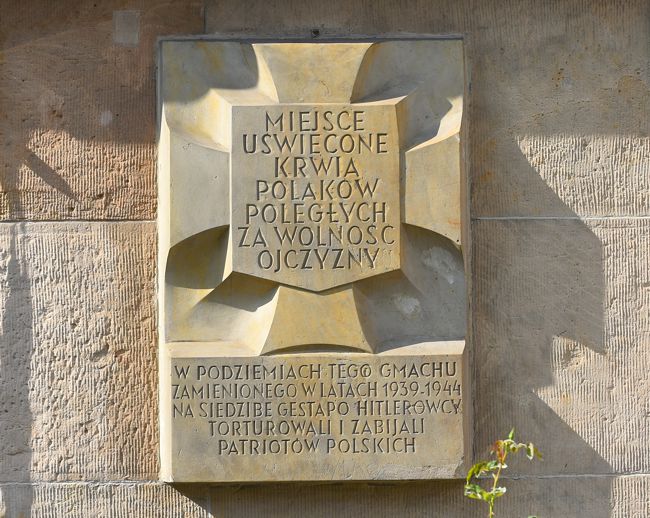 MIEJSCE
UŚWIĘCONE
KRWIĄ
POLAKÓW
POLEGŁYCH
ZA WOLNOŚĆ
OJCZYZNY
W PODZIEMIACH TEGO GMACHU
ZAMIENIONEGO W LATACH 1939-1944
NA SIEDZIBĘ GESTAPO HITLEROWCY
TORTUROWALI I ZABIJALI
PATRIOTÓW POLSKICH